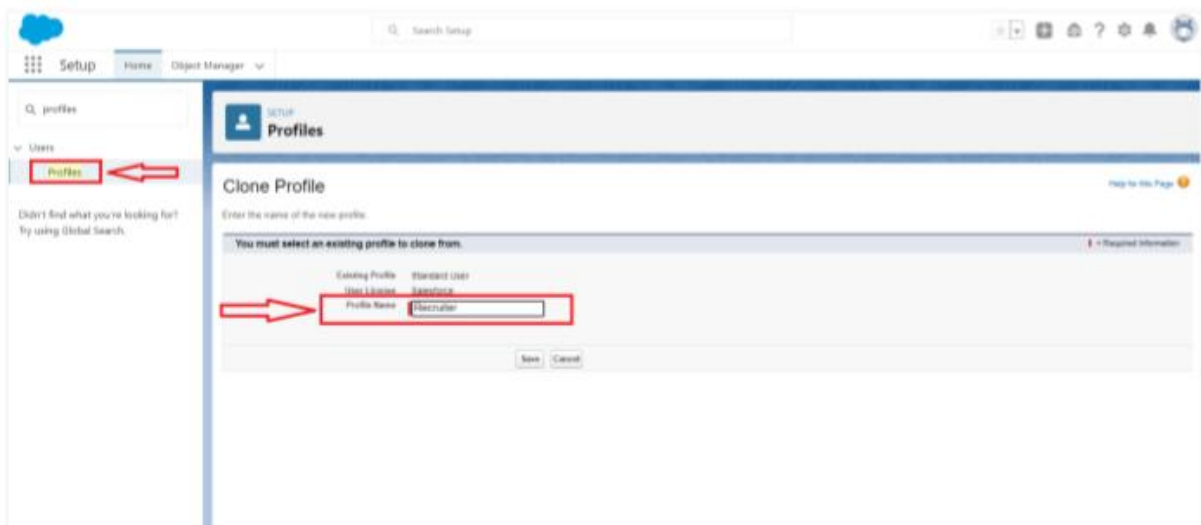 Search Setup
Setup Home Object Manager
profiles
Users
Profiles
Didn't find what you're looking for?
Try using Global Search.
SETUP
Profiles
Clone Profile
Help for this Page
Enter the name of the new profile.
You must select an existing profile to clone from.
= Required Information
Existing Profile Standard User
User License Salesforce
Profile Name Recruiter
Save Cancel